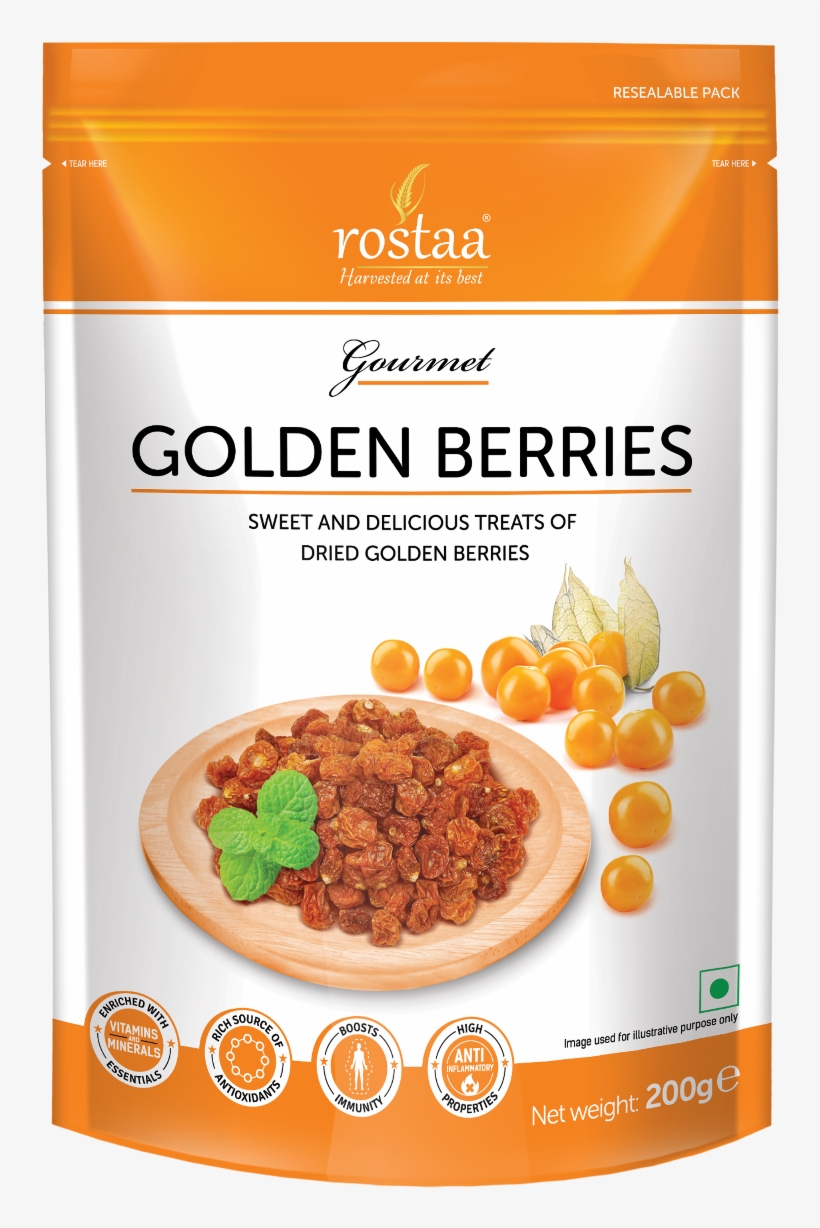 RESEALABLE PACK
TEAR HERE
TEAR HERE
rostaa®
Harvested at its best
Gourmet
GOLDEN BERRIES
SWEET AND DELICIOUS TREATS OF
DRIED GOLDEN BERRIES
Image used for illustrative purpose only
ENRICHED WITH
VITAMINS
AND
MINERALS
ESSENTIALS
RICH SOURCE OF
ANTIOXIDANTS
BOOSTS
IMMUNITY
HIGH
ANTI
INFLAMMATORY
PROPERTIES
Net weight: 200g℮